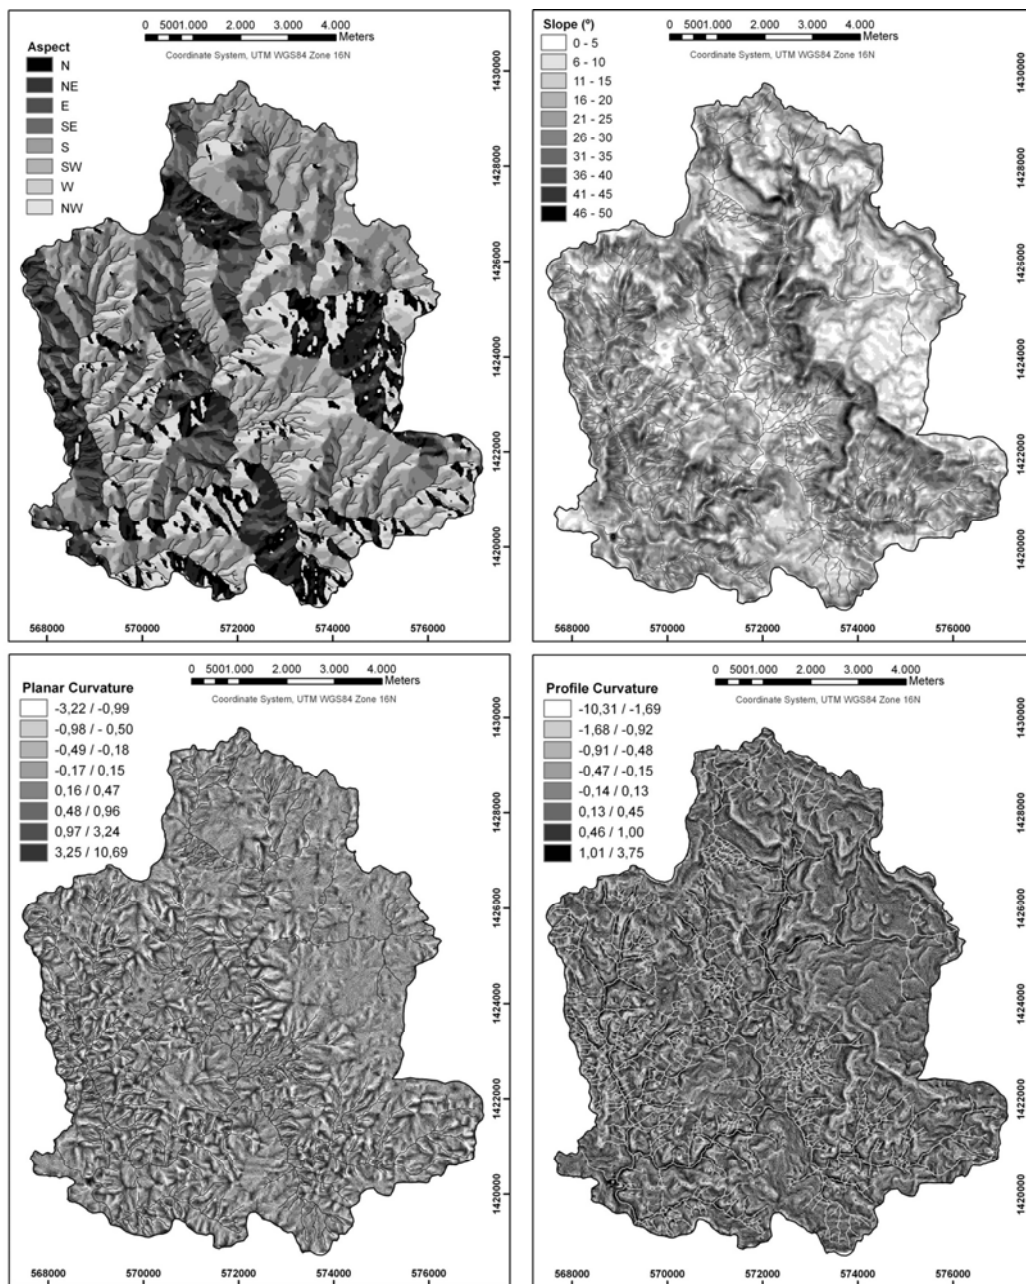 0 5001.000 2.000 3.000 4.000
Meters
Coordinate System, UTM WGS84 Zone 16N
Aspect
N
NE
E
SE
S
SW
W
NW
1430000
1428000
1426000
1424000
1422000
1420000
568000 570000 572000 574000 576000
Slope (º)
0 5001.000 2.000 3.000 4.000
Meters
Coordinate System, UTM WGS84 Zone 16N
0 - 5
6 - 10
11 - 15
16 - 20
21 - 25
26 - 30
31 - 35
36 - 40
41 - 45
46 - 50
1430000
1428000
1426000
1424000
1422000
1420000
568000 570000 572000 574000 576000
0 5001.000 2.000 3.000 4.000
Meters
Coordinate System, UTM WGS84 Zone 16N
Planar Curvature
-3,22 / -0,99
-0,98 / - 0,50
-0,49 / -0,18
-0,17 / 0,15
0,16 / 0,47
0,48 / 0,96
0,97 / 3,24
3,25 / 10,69
1430000
1428000
1426000
1424000
1422000
1420000
568000 570000 572000 574000 576000
0 5001.000 2.000 3.000 4.000
Meters
Coordinate System, UTM WGS84 Zone 16N
Profile Curvature
-10,31 / -1,69
-1,68 / -0,92
-0,91 / -0,48
-0,47 / -0,15
-0,14 / 0,13
0,13 / 0,45
0,46 / 1,00
1,01 / 3,75
1430000
1428000
1426000
1424000
1422000
1420000
568000 570000 572000 574000 576000